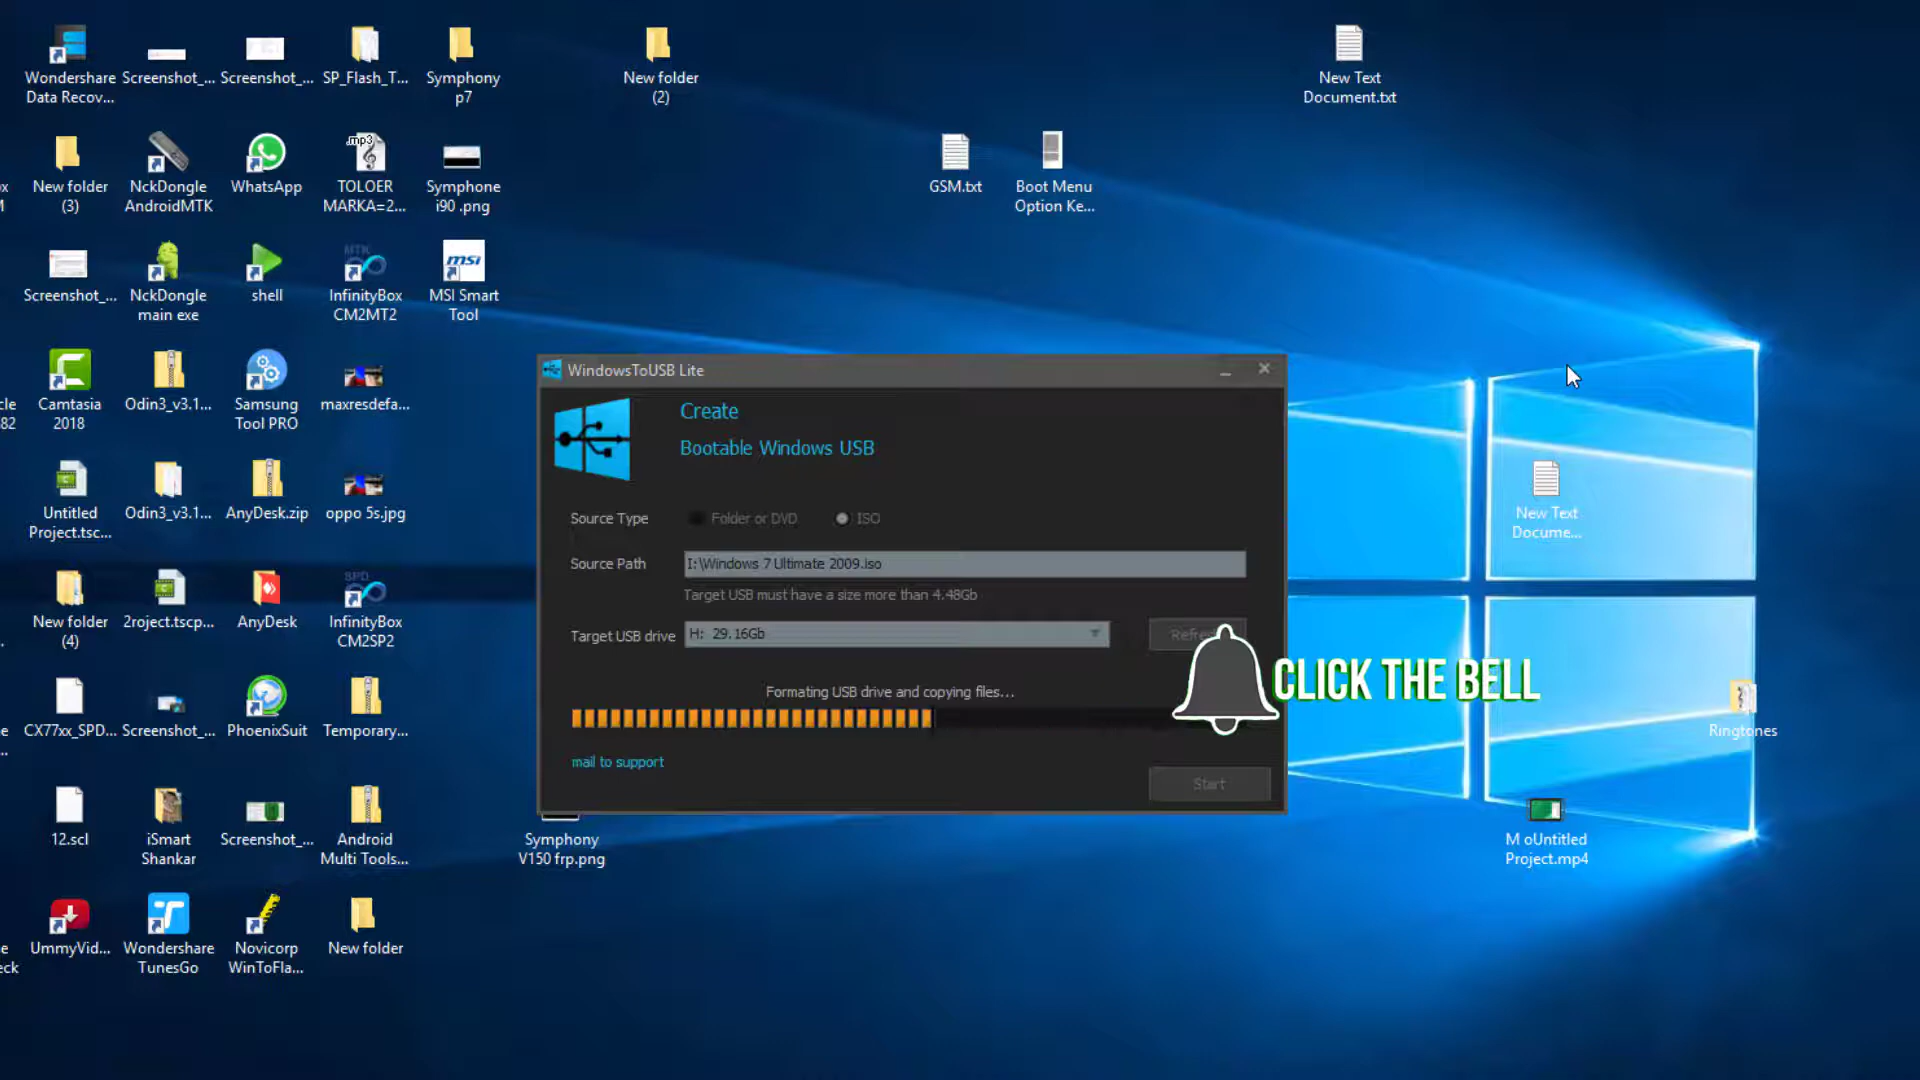 Wondershare
Data Recov...
Screenshot_...
Screenshot_...
SP_Flash_T...
Symphony
p7
New folder
(2)
New Text
Document.txt
New folder
(3)
NckDongle
AndroidMTK
WhatsApp
.mp3
TOLOER
MARKA=2...
Symphone
i90 .png
GSM.txt
Boot Menu
Option Ke...
Screenshot_...
NckDongle
main exe
shell
MTK
InfinityBox
CM2MT2
msi
MSI Smart
Tool
cle
82
Camtasia
2018
Odin3_v3.1...
Samsung
Tool PRO
maxresdefa...
WindowsToUSB Lite
Create
Bootable Windows USB
Source Type
Folder or DVD
ISO
Source Path
I:\Windows 7 Ultimate 2009.iso
Target USB must have a size more than 4.48Gb
Target USB drive
H: 29.16Gb
Formating USB drive and copying files...
mail to support
Start
CLICK THE BELL
Untitled
Project.tsc...
Odin3_v3.1...
AnyDesk.zip
oppo 5s.jpg
New Text
Docume...
New folder
(4)
2roject.tscp...
AnyDesk
SPD
InfinityBox
CM2SP2
CX77xx_SPD...
Screenshot_...
PhoenixSuit
Temporary...
Ringtones
12.scl
iSmart
Shankar
Screenshot_...
Android
Multi Tools...
Symphony
V150 frp.png
M oUntitled
Project.mp4
e
eck
UmmyVid...
Wondershare
TunesGo
Novicorp
WinToFla...
New folder